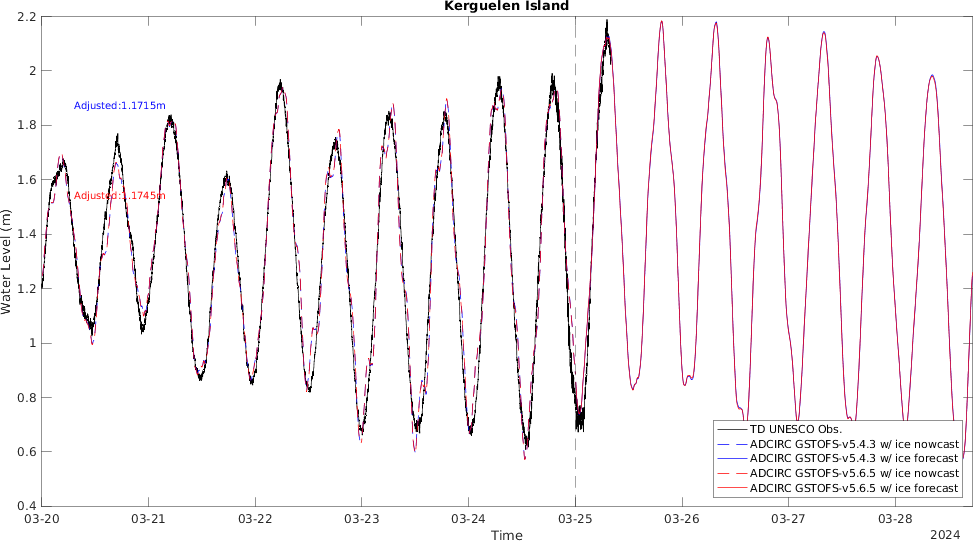 Kerguelen Island
Water Level (m)
2.2
2
1.8
1.6
1.4
1.2
1
0.8
0.6
0.4
Adjusted:1.1715m
Adjusted:1.1745m
TD UNESCO Obs.
ADCIRC GSTOFS-v5.4.3 w/ ice nowcast
ADCIRC GSTOFS-v5.4.3 w/ ice forecast
ADCIRC GSTOFS-v5.6.5 w/ ice nowcast
ADCIRC GSTOFS-v5.6.5 w/ ice forecast
03-20 03-21 03-22 03-23 03-24 03-25 03-26 03-27 03-28
Time
2024